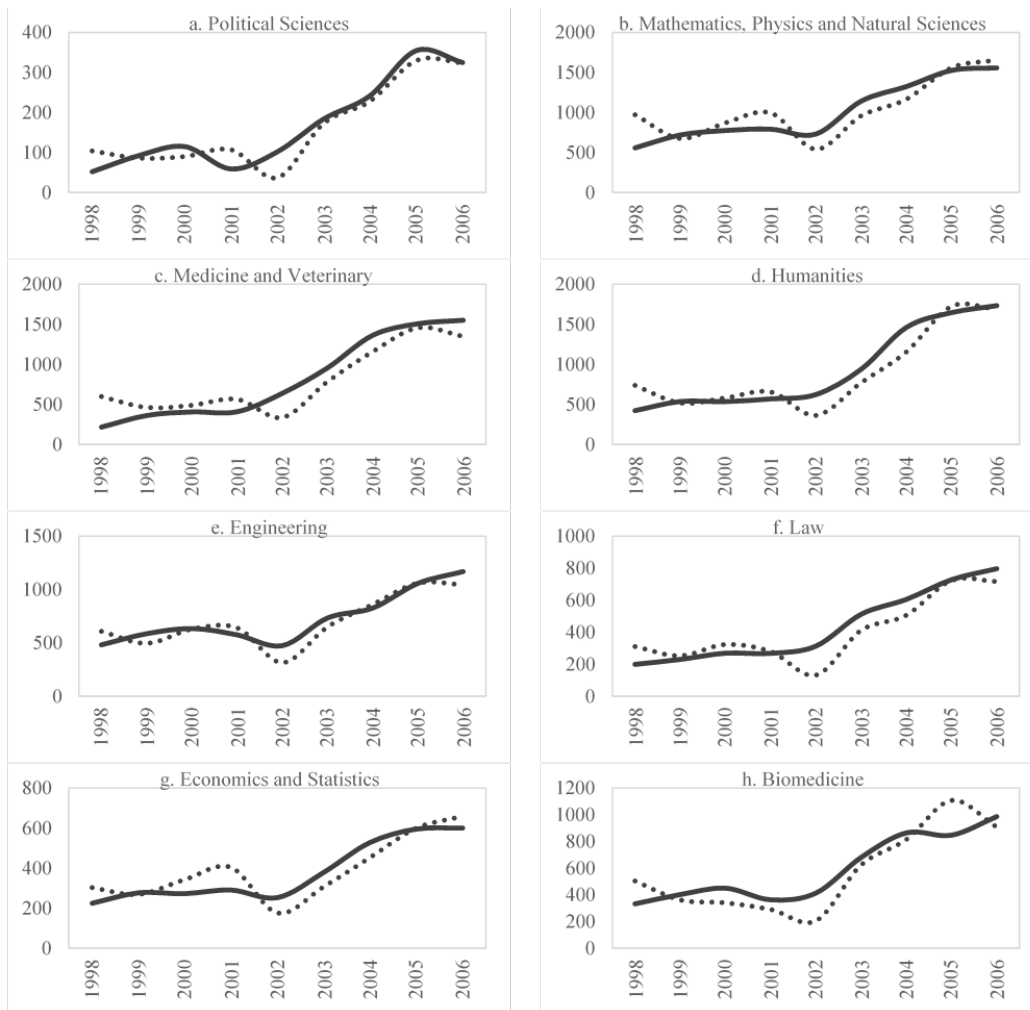 a. Political Sciences
400
300
200
100
0
1998 1999 2000 2001 2002 2003 2004 2005 2006
b. Mathematics, Physics and Natural Sciences
2000
1500
1000
500
0
1998 1999 2000 2001 2002 2003 2004 2005 2006
c. Medicine and Veterinary
2000
1500
1000
500
0
1998 1999 2000 2001 2002 2003 2004 2005 2006
d. Humanities
2000
1500
1000
500
0
1998 1999 2000 2001 2002 2003 2004 2005 2006
e. Engineering
1500
1000
500
0
1998 1999 2000 2001 2002 2003 2004 2005 2006
f. Law
1000
800
600
400
200
0
1998 1999 2000 2001 2002 2003 2004 2005 2006
g. Economics and Statistics
800
600
400
200
0
1998 1999 2000 2001 2002 2003 2004 2005 2006
h. Biomedicine
1200
1000
800
600
400
200
0
1998 1999 2000 2001 2002 2003 2004 2005 2006